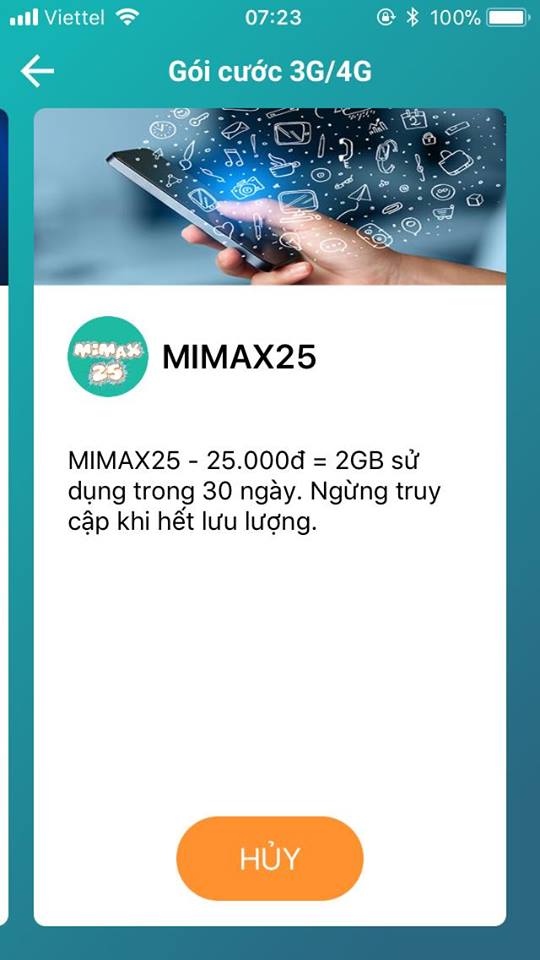 Viettel 07:23 100%
Gói cước 3G/4G
MIMAX
25
MIMAX25
MIMAX25 - 25.000đ = 2GB sử
dụng trong 30 ngày. Ngừng truy
cập khi hết lưu lượng.
HỦY